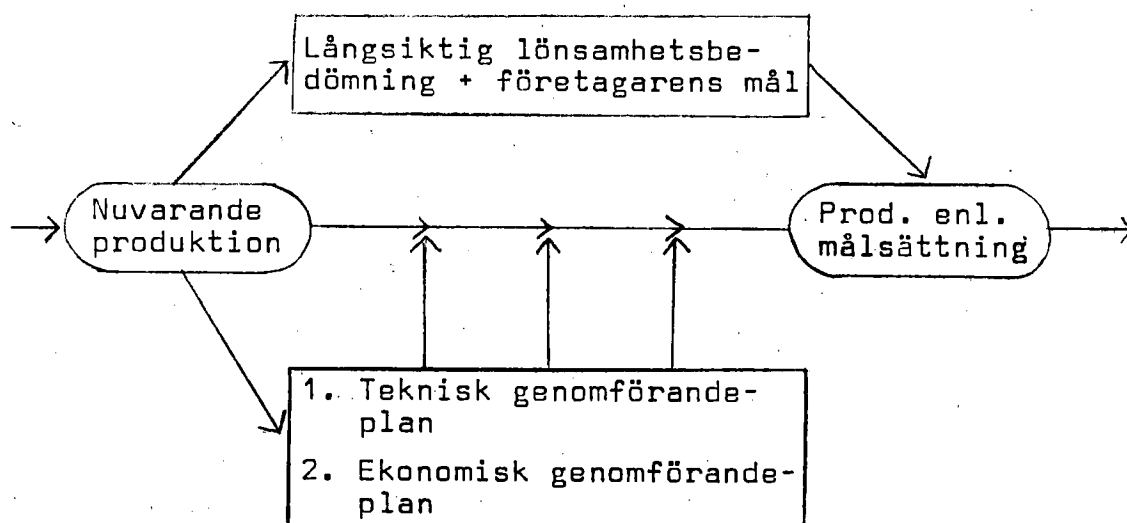 Långsiktig lönsamhetsbe-
dömning + företagarens mål
Nuvarande
produktion
Prod. enl.
målsättning
1. Teknisk genomförande-
plan
2. Ekonomisk genomförande-
plan